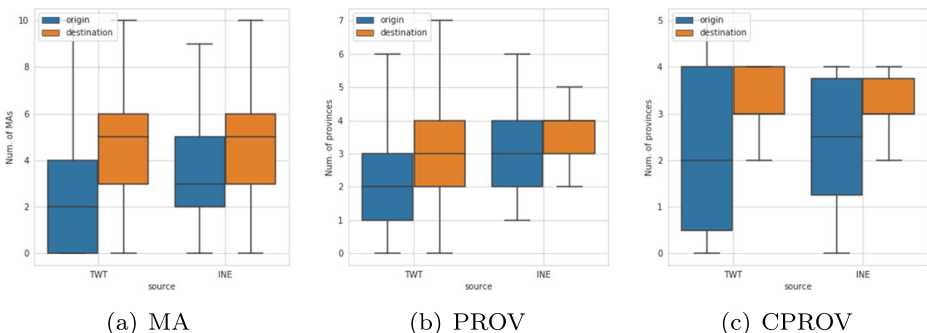 origin
destination
Num. of MAs
10
8
6
4
2
0
TWT INE
source
(a) MA
origin
destination
Num. of provinces
7
6
5
4
3
2
1
0
TWT INE
source
(b) PROV
origin
destination
Num. of provinces
5
4
3
2
1
0
TWT INE
source
(c) CPROV